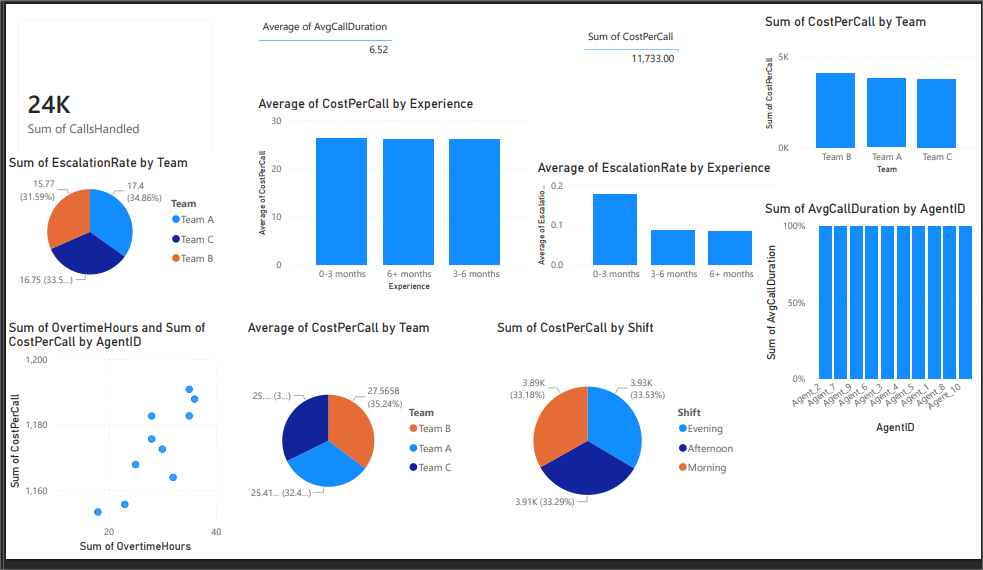 24K
Sum of CallsHandled
Average of AvgCallDuration
6.52
Sum of CostPerCall
11,733.00
Sum of CostPerCall by Team
Sum of CostPerCall
5K
0K
Team B Team A Team C
Team
Average of CostPerCall by Experience
Average of CostPerCall
30
20
10
0
0-3 months 6+ months 3-6 months
Experience
Sum of EscalationRate by Team
15.77
(31.59%)
17.4
(34.86%)
16.75 (33.5...)
Team
Team A
Team C
Team B
Average of EscalationRate by Experience
Average of Escalatio...
0.2
0.1
0.0
0-3 months 3-6 months 6+ months
Sum of AvgCallDuration by AgentID
Sum of AvgCallDuration
100%
50%
0%
Agent_2 Agent_7 Agent_9 Agent_6 Agent_3 Agent_4 Agent_5 Agent_1 Agent_8 Agent_10
AgentID
Sum of OvertimeHours and Sum of
CostPerCall by AgentID
Sum of CostPerCall
1,200
1,180
1,160
20 40
Sum of OvertimeHours
Average of CostPerCall by Team
25.... (3...)
27.5658
(35.24%)
25.41... (32.4...)
Team
Team B
Team A
Team C
Sum of CostPerCall by Shift
3.89K
(33.18%)
3.93K
(33.53%)
3.91K (33.29%)
Shift
Evening
Afternoon
Morning